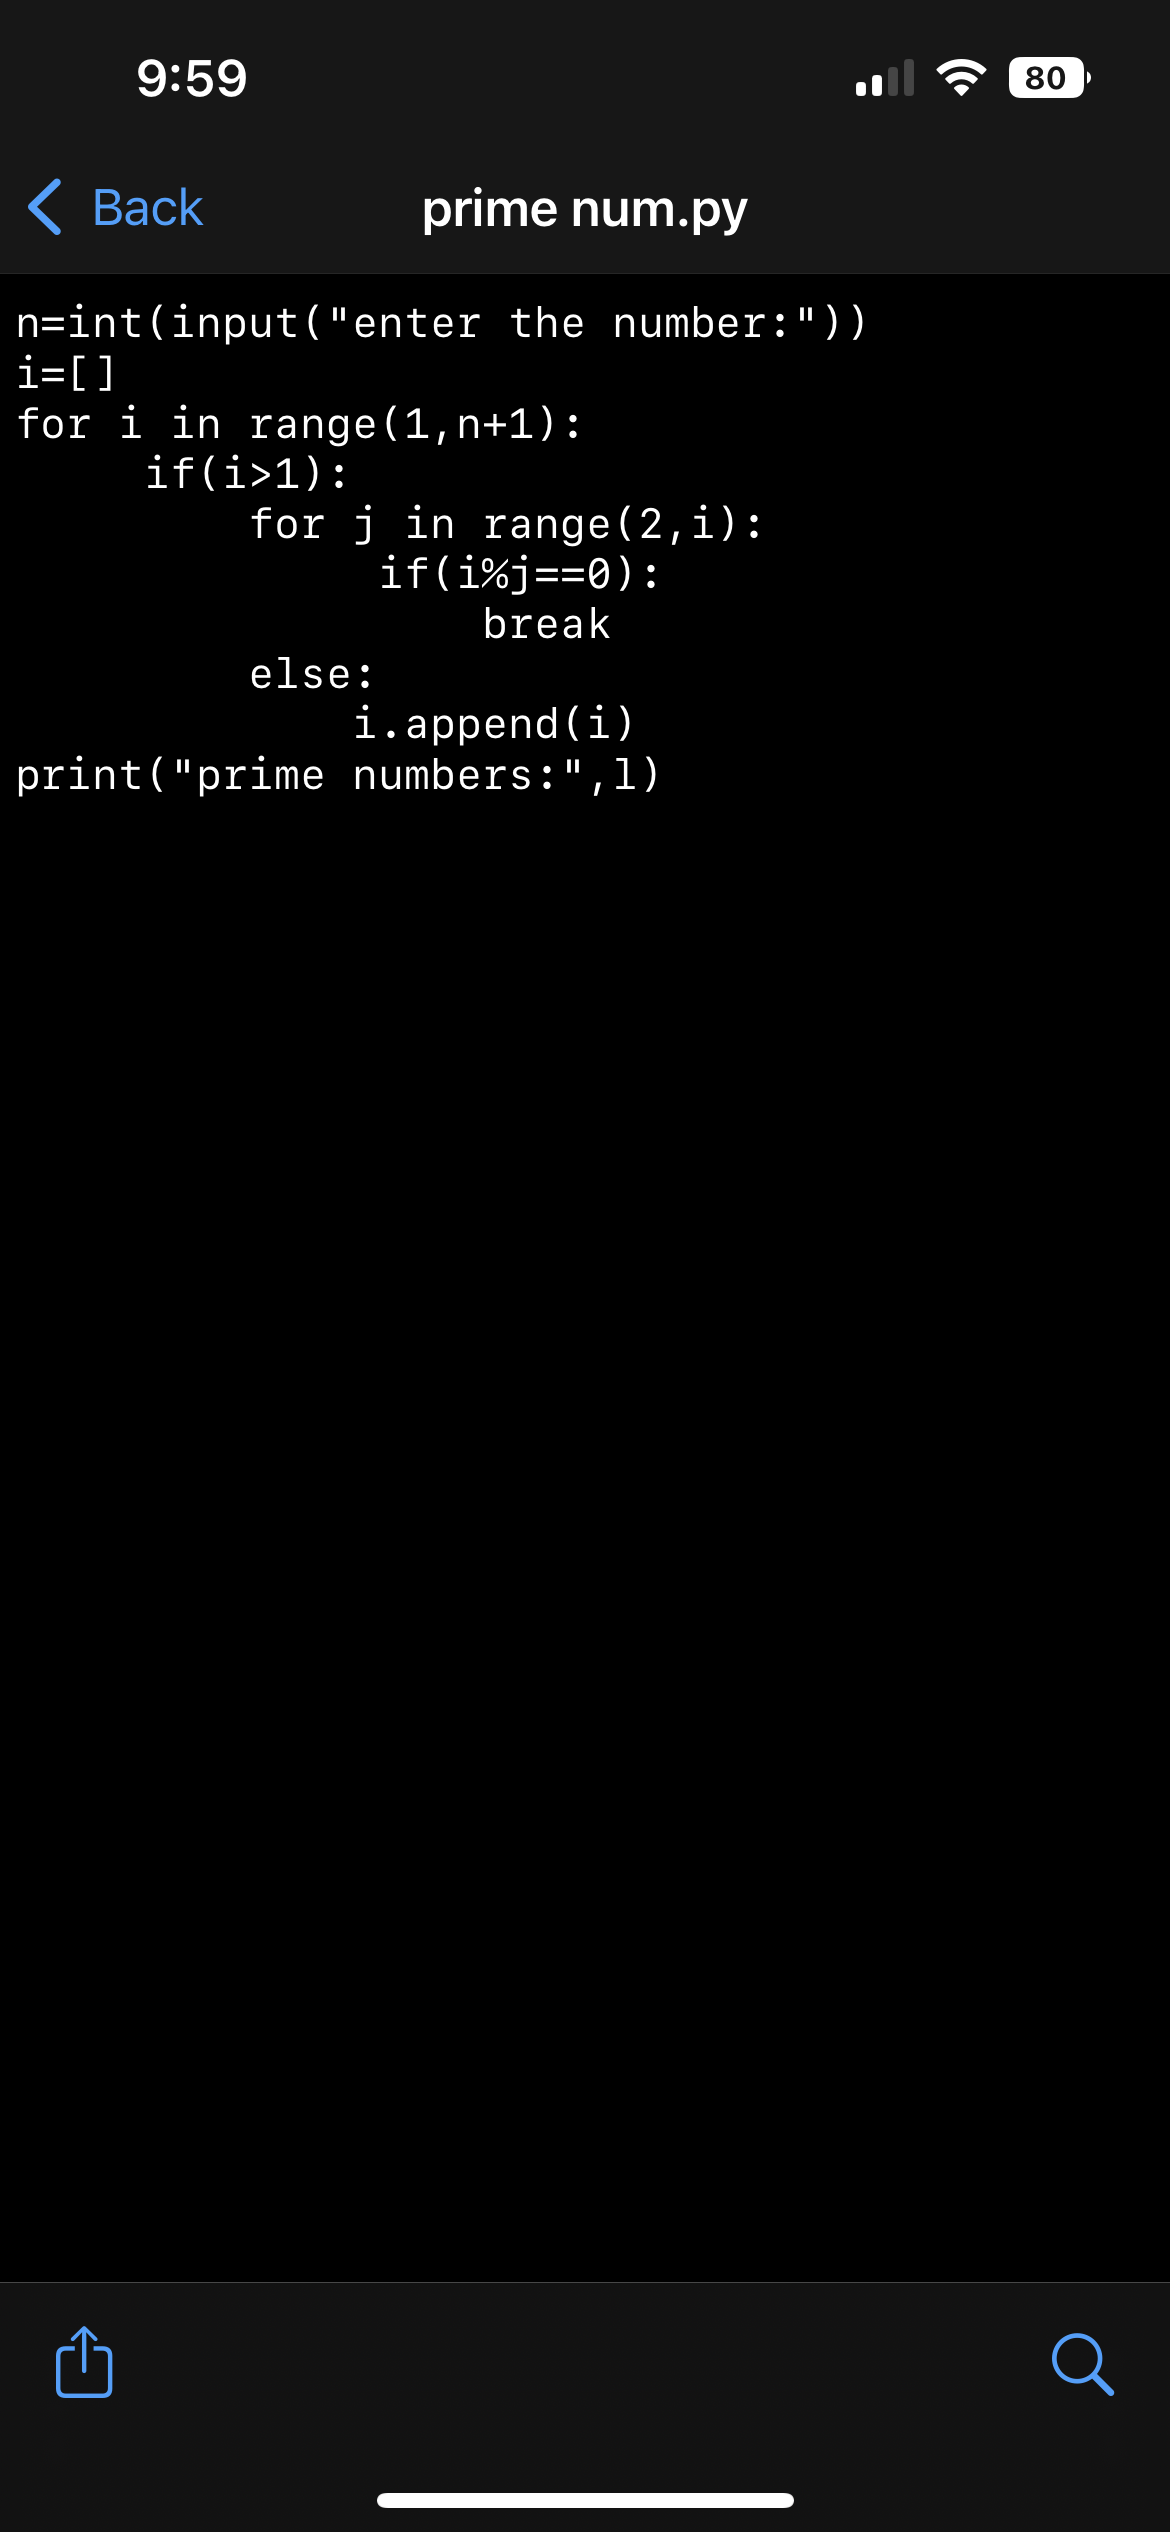 9:59
80
Back
prime num.py
n=int(input("enter the number:"))
i=[]
for i in range(1,n+1):
     if(i>1):
         for j in range(2,i):
              if(i%j==0):
                  break
         else:
             i.append(i)
print("prime numbers:",l)